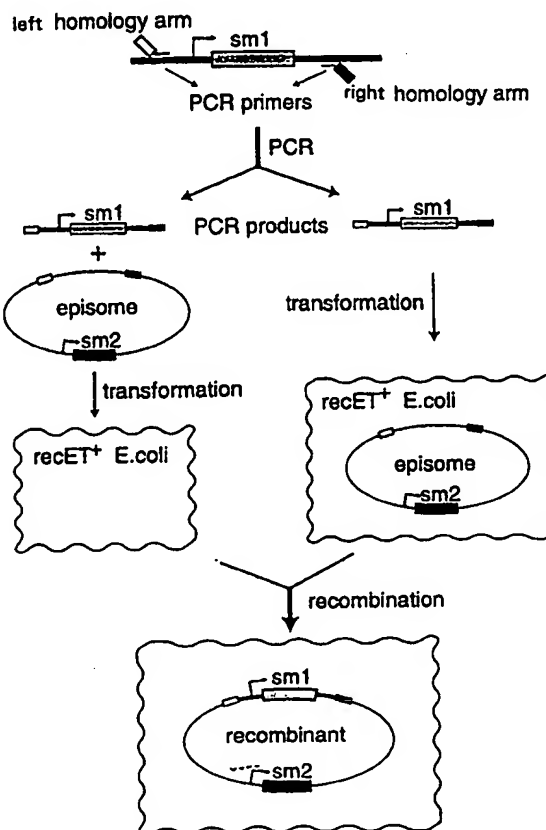 left homology arm
sm1
PCR primers
right homology arm
PCR
sm1
PCR products
sm1
+
episome
sm2
transformation
transformation
recET+ E.coli
recET+ E.coli
episome
sm2
recombination
sm1
recombinant
sm2